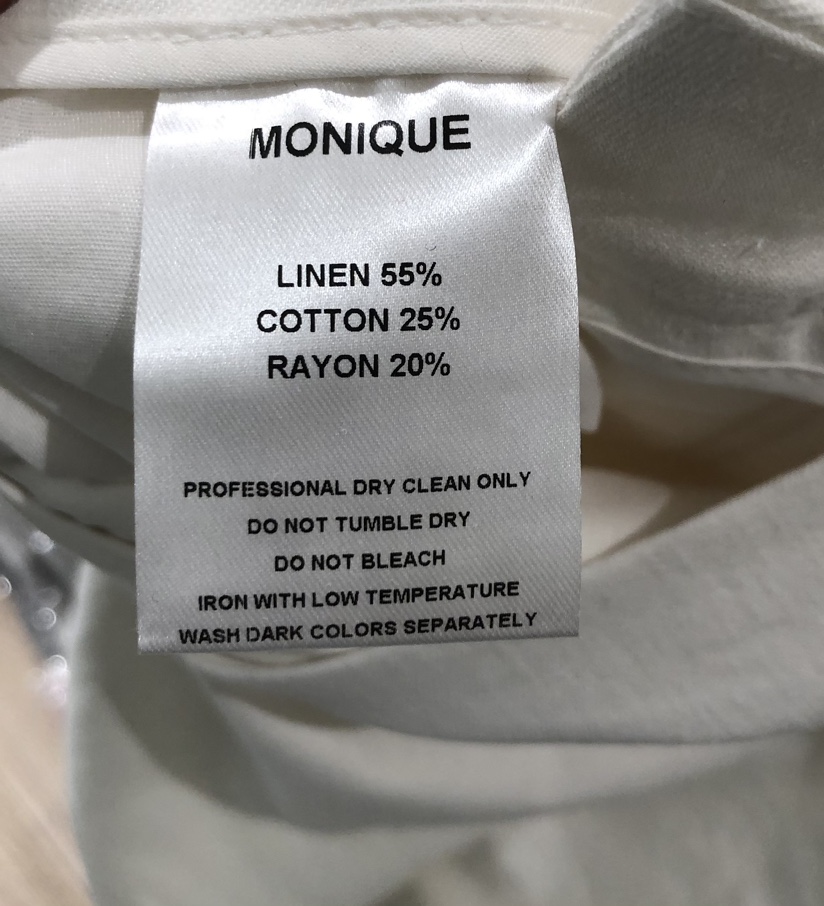 MONIQUE
LINEN 55%
COTTON 25%
RAYON 20%
PROFESSIONAL DRY CLEAN ONLY
DO NOT TUMBLE DRY
DO NOT BLEACH
IRON WITH LOW TEMPERATURE
WASH DARK COLORS SEPARATELY